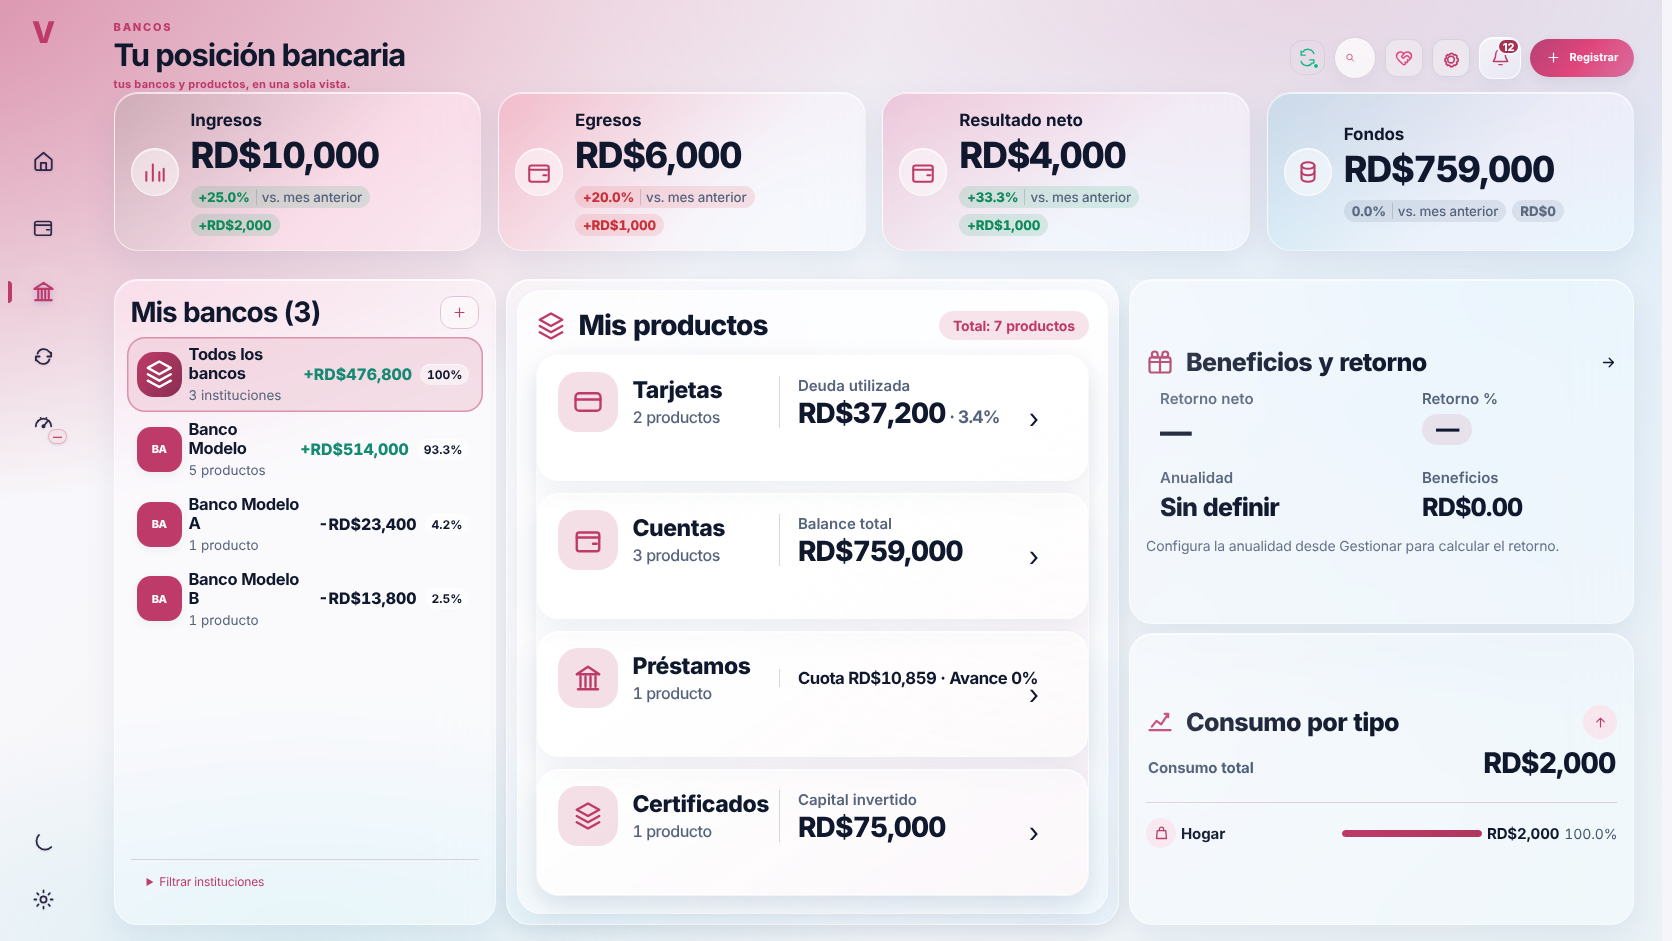 V
BANCOS
Tu posición bancaria
tus bancos y productos, en una sola vista.
12
Registrar
Ingresos
RD$10,000
+25.0% vs. mes anterior
+RD$2,000
Egresos
RD$6,000
+20.0% vs. mes anterior
+RD$1,000
Resultado neto
RD$4,000
+33.3% vs. mes anterior
+RD$1,000
Fondos
RD$759,000
0.0% vs. mes anterior RD$0
Mis bancos (3)
Todos los
bancos
3 instituciones
+RD$476,800 100%
BA
Banco
Modelo
5 productos
+RD$514,000 93.3%
BA
Banco Modelo
A
1 producto
-RD$23,400 4.2%
BA
Banco Modelo
B
1 producto
-RD$13,800 2.5%
Filtrar instituciones
Mis productos
Total: 7 productos
Tarjetas
2 productos
Deuda utilizada
RD$37,200 · 3.4%
Cuentas
3 productos
Balance total
RD$759,000
Préstamos
1 producto
Cuota RD$10,859 · Avance 0%
Certificados
1 producto
Capital invertido
RD$75,000
Beneficios y retorno
Retorno neto
—
Retorno %
—
Anualidad
Sin definir
Beneficios
RD$0.00
Configura la anualidad desde Gestionar para calcular el retorno.
Consumo por tipo
Consumo total
RD$2,000
Hogar
RD$2,000 100.0%